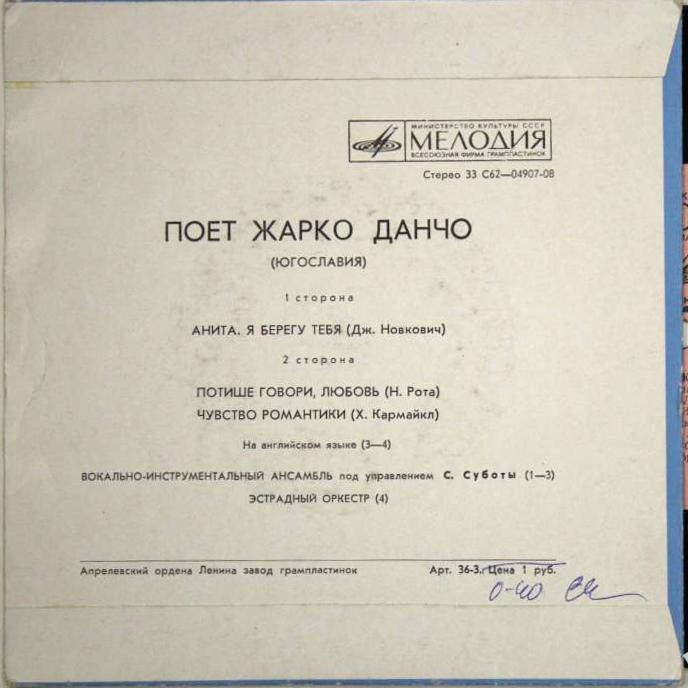 МИНИСТЕРСТВО КУЛЬТУРЫ СССР
МЕЛОДИЯ
ВСЕСОЮЗНАЯ ФИРМА ГРАМПЛАСТИНОК
Стерео 33 С62—04907-08
ПОЕТ ЖАРКО ДАНЧО
(ЮГОСЛАВИЯ)
1 сторона
АНИТА. Я БЕРЕГУ ТЕБЯ (Дж. Новкович)
2 сторона
ПОТИШЕ ГОВОРИ, ЛЮБОВЬ (Н. Рота)
ЧУВСТВО РОМАНТИКИ (Х. Кармайкл)
На английском языке (3—4)
ВОКАЛЬНО-ИНСТРУМЕНТАЛЬНЫЙ АНСАМБЛЬ под управлением С. Суботы (1—3)
ЭСТРАДНЫЙ ОРКЕСТР (4)
Апрелевский ордена Ленина завод грампластинок Арт. 36-3. Цена 1 руб.
0-40